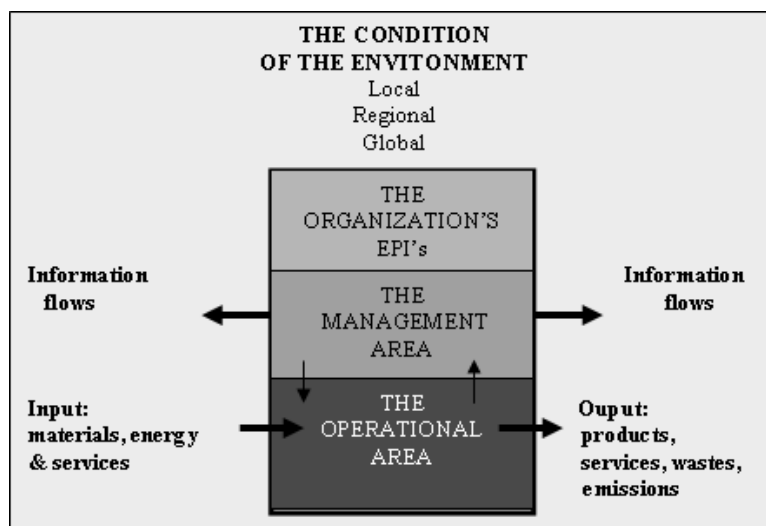 THE CONDITION
OF THE ENVITONMENT
Local
Regional
Global
THE
ORGANIZATION'S
EPI's
Information
flows
THE
MANAGEMENT
AREA
Information
flows
Input:
materials, energy
& services
THE
OPERATIONAL
AREA
Ouput:
products,
services, wastes,
emissions